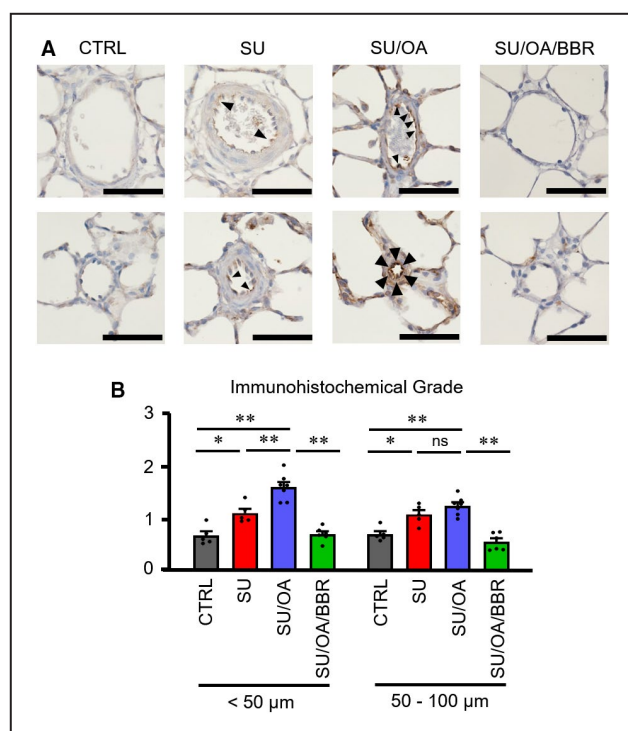 A
CTRL
SU
SU/OA
SU/OA/BBR
B
Immunohistochemical Grade
3
2
1
0
**
*
**
**
**
*
ns
**
CTRL
SU
SU/OA
SU/OA/BBR
CTRL
SU
SU/OA
SU/OA/BBR
< 50 µm
50 - 100 µm